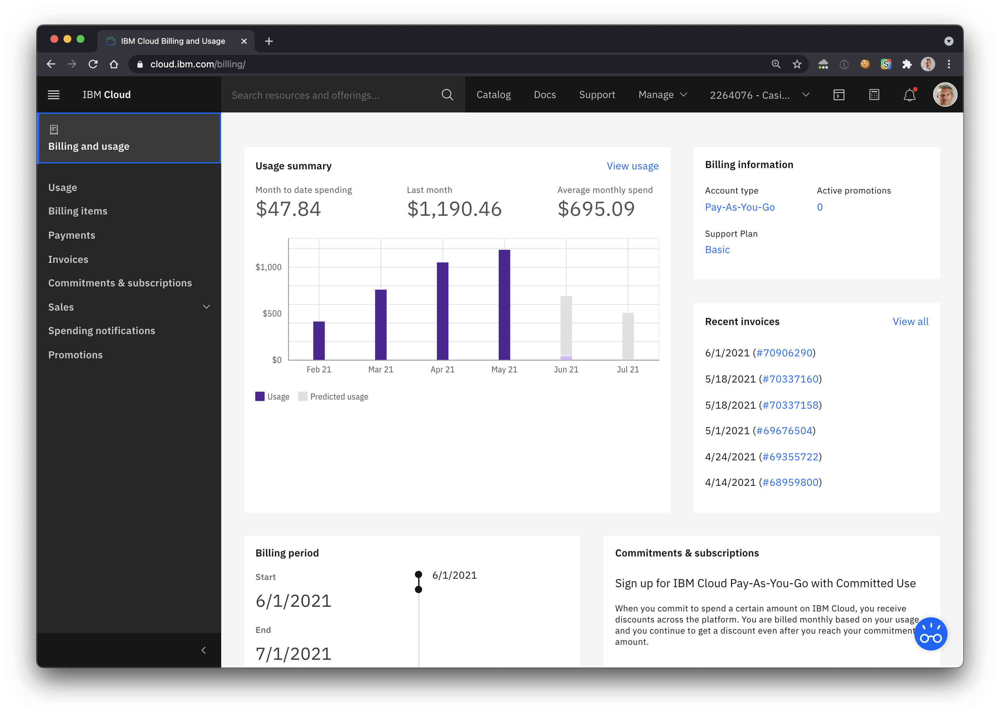 IBM Cloud Billing and Usage
cloud.ibm.com/billing/
IBM Cloud
Search resources and offerings...
Catalog
Docs
Support
Manage
2264076 - Casi...
Billing and usage
Usage
Billing items
Payments
Invoices
Commitments & subscriptions
Sales
Spending notifications
Promotions
Usage summary
View usage
Month to date spending
$47.84
Last month
$1,190.46
Average monthly spend
$695.09
$1,000
$500
$0
Feb 21
Mar 21
Apr 21
May 21
Jun 21
Jul 21
Usage
Predicted usage
Billing information
Account type
Pay-As-You-Go
Active promotions
0
Support Plan
Basic
Recent invoices
View all
6/1/2021 (#70906290)
5/18/2021 (#70337160)
5/18/2021 (#70337158)
5/1/2021 (#69676504)
4/24/2021 (#69355722)
4/14/2021 (#68959800)
Billing period
Start
6/1/2021
End
7/1/2021
6/1/2021
Commitments & subscriptions
Sign up for IBM Cloud Pay-As-You-Go with Committed Use
When you commit to spend a certain amount on IBM Cloud, you receive
discounts across the platform. You are billed monthly based on your usage
and you continue to get a discount even after you reach your commitment
amount.